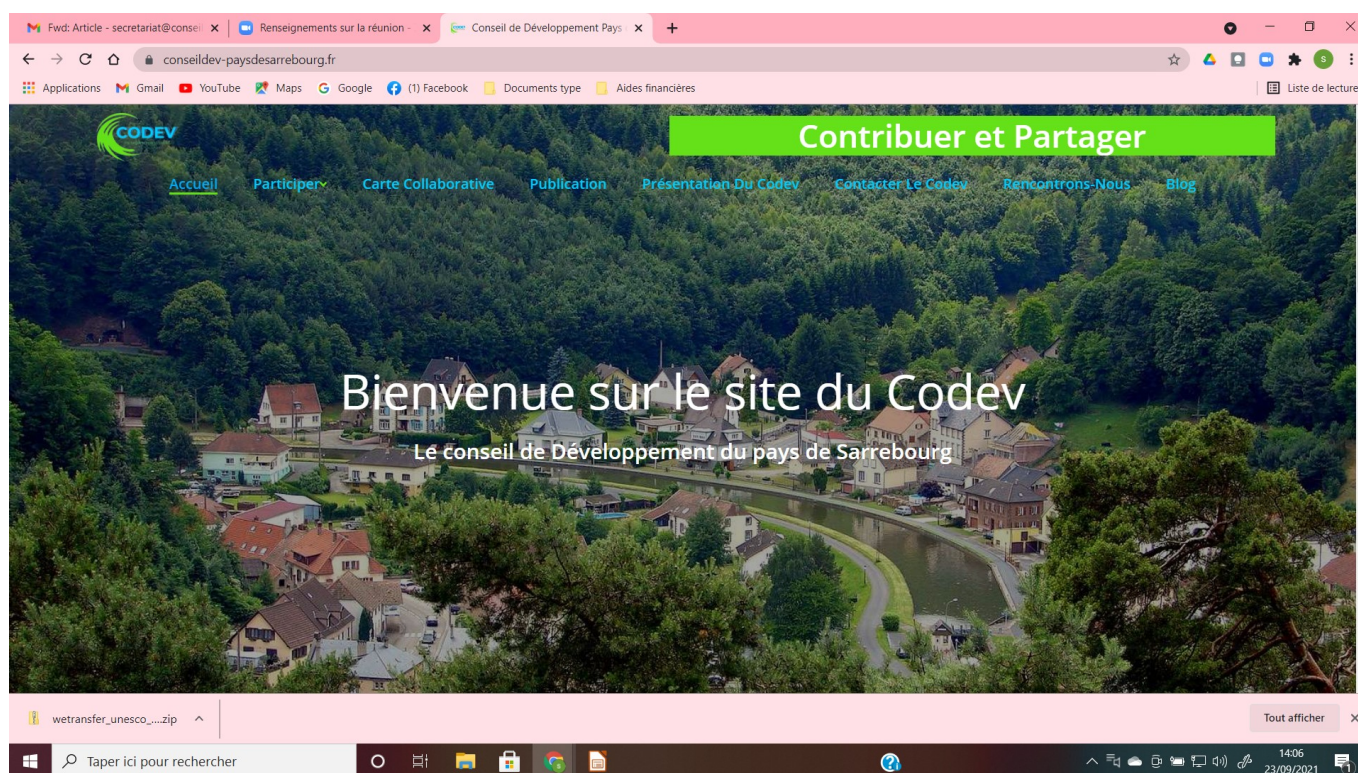 Fwd: Article - secretariat@conseil
Renseignements sur la réunion -
Conseil de Développement Pays
conseildev-paysdesarrebourg.fr
S
Applications Gmail YouTube Maps Google (1) Facebook Documents type Aides financières Liste de lecture
CODEV
Contribuer et Partager
Accueil Participer Carte Collaborative Publication Présentation Du Codev Contacter Le Codev Rencontrons-Nous Blog
Bienvenue sur le site du Codev
Le conseil de Développement du pays de Sarrebourg
wetransfer_unesco_....zip
Tout afficher
Taper ici pour rechercher
14:06
23/09/2021
1